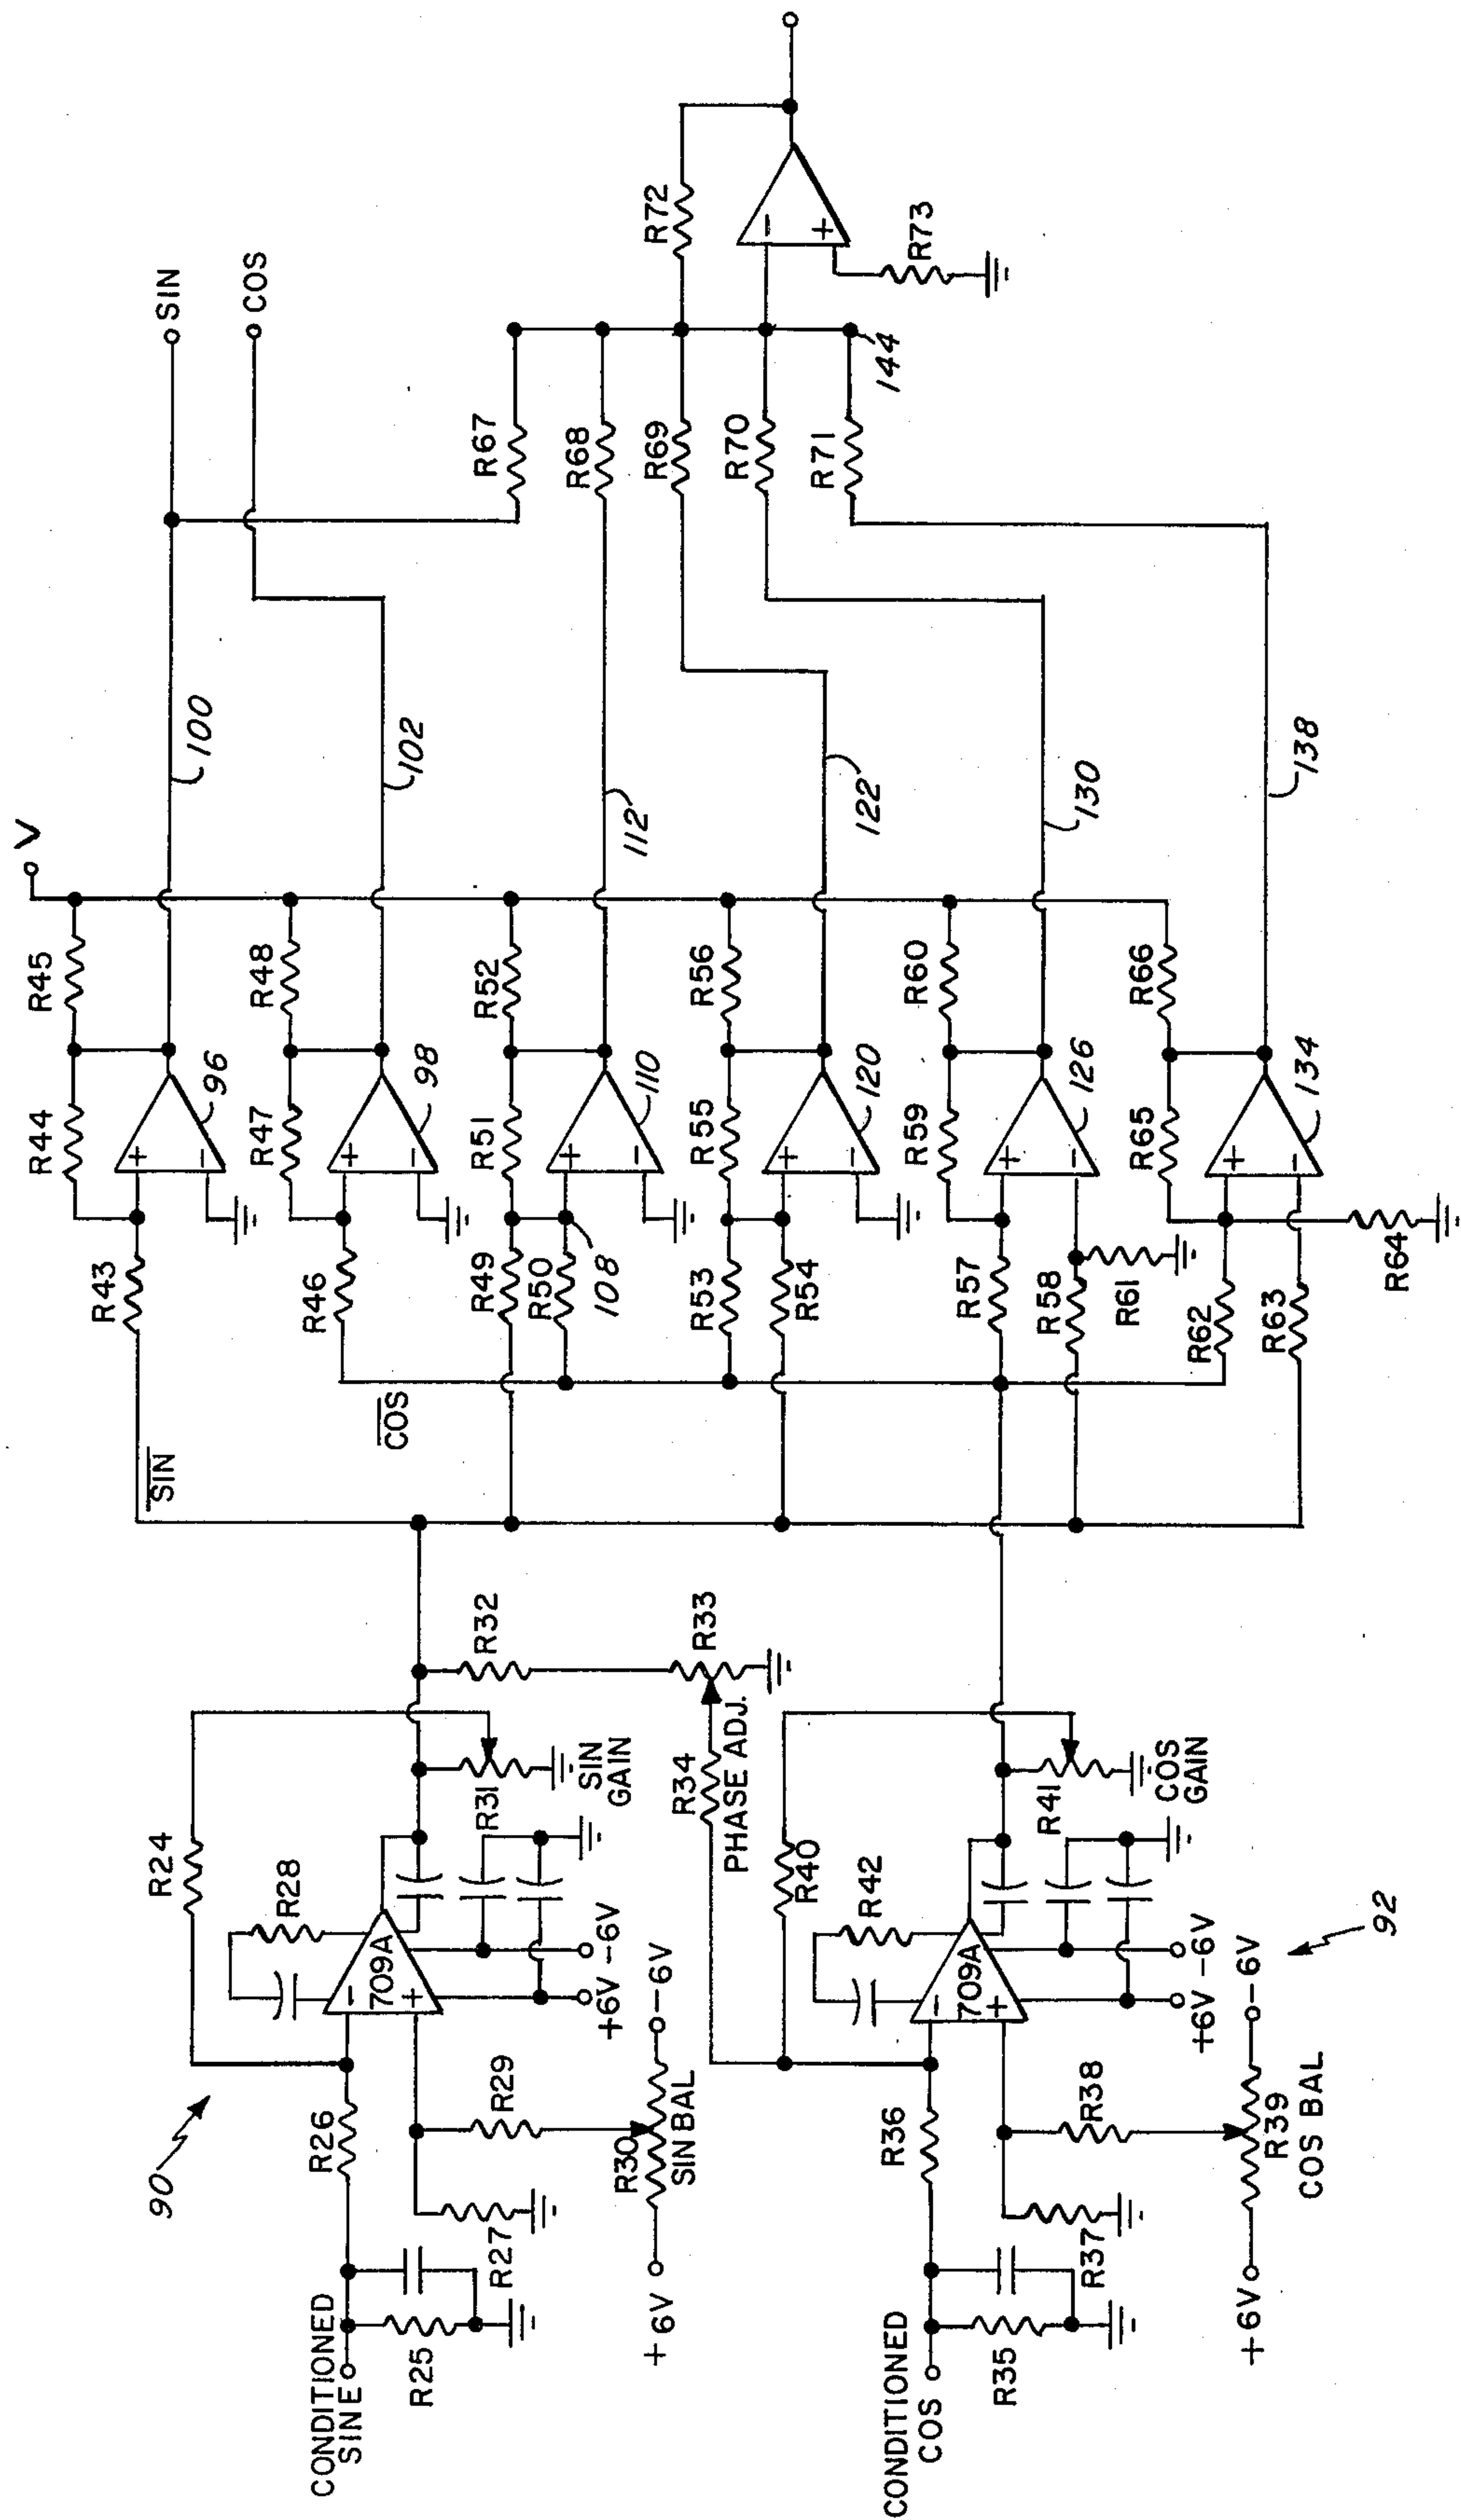 V
R45
R44
SIN
100
96
R43
COS
R48
R47
102
98
R46
SIN
COS
R67
R52
R51
R49
R50
108
110
112
R68
R72
R69
R70
R71
144
R73
R56
R55
R53
R54
120
122
R60
R59
R57
R58
R61
126
130
R66
R65
R62
R63
R64
134
138
90
R24
R28
R26
CONDITIONED
SINE
R25
R27
R29
709A
+6V
-6V
R31
SIN
GAIN
R32
R33
R34
PHASE ADJ.
R30
SIN BAL
+6V
-6V
R40
R42
R36
CONDITIONED
COS
R35
R37
R38
709A
+6V
-6V
R41
COS
GAIN
92
+6V
-6V
R39
COS BAL